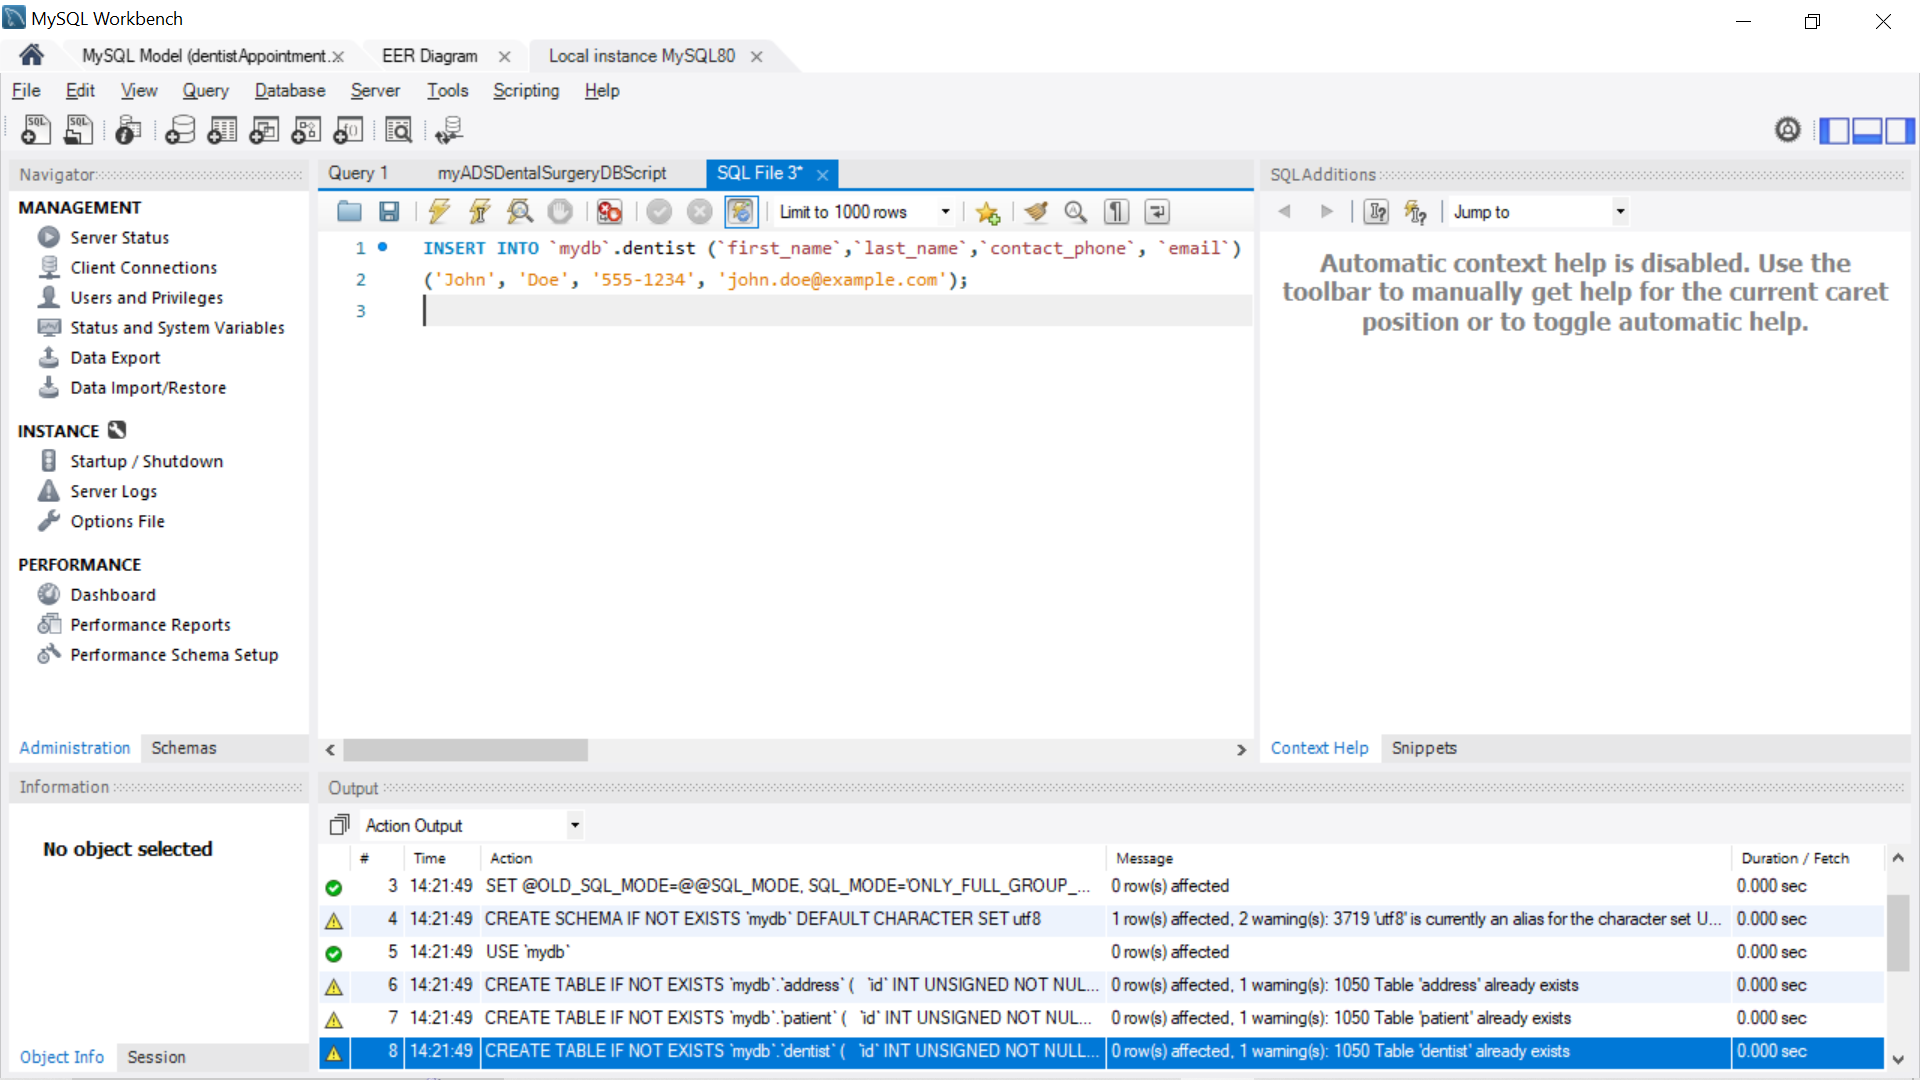 MySQL Workbench
MySQL Model (dentistAppointment.
EER Diagram
Local instance MySQL80
File Edit View Query Database Server Tools Scripting Help
Navigator
MANAGEMENT
Server Status
Client Connections
Users and Privileges
Status and System Variables
Data Export
Data Import/Restore
INSTANCE
Startup / Shutdown
Server Logs
Options File
PERFORMANCE
Dashboard
Performance Reports
Performance Schema Setup
Administration Schemas
Information
No object selected
Object Info Session
Query 1 myADSDentalSurgeryDBScript SQL File 3*
Limit to 1000 rows
1 INSERT INTO `mydb`.dentist (`first_name`,`last_name`,`contact_phone`, `email`)
2 ('John', 'Doe', '555-1234', 'john.doe@example.com');
3
SQLAdditions
Jump to
Automatic context help is disabled. Use the
toolbar to manually get help for the current caret
position or to toggle automatic help.
Context Help Snippets
Output
Action Output
# Time Action Message Duration / Fetch
3 14:21:49 SET @OLD_SQL_MODE=@@SQL_MODE, SQL_MODE='ONLY_FULL_GROUP_... 0 row(s) affected 0.000 sec
4 14:21:49 CREATE SCHEMA IF NOT EXISTS `mydb` DEFAULT CHARACTER SET utf8 1 row(s) affected, 2 warning(s): 3719 'utf8' is currently an alias for the character set U... 0.000 sec
5 14:21:49 USE `mydb` 0 row(s) affected 0.000 sec
6 14:21:49 CREATE TABLE IF NOT EXISTS `mydb`.`address` ( `id` INT UNSIGNED NOT NUL... 0 row(s) affected, 1 warning(s): 1050 Table 'address' already exists 0.000 sec
7 14:21:49 CREATE TABLE IF NOT EXISTS `mydb`.`patient` ( `id` INT UNSIGNED NOT NUL... 0 row(s) affected, 1 warning(s): 1050 Table 'patient' already exists 0.000 sec
8 14:21:49 CREATE TABLE IF NOT EXISTS `mydb`.`dentist` ( `id` INT UNSIGNED NOT NULL... 0 row(s) affected, 1 warning(s): 1050 Table 'dentist' already exists 0.000 sec